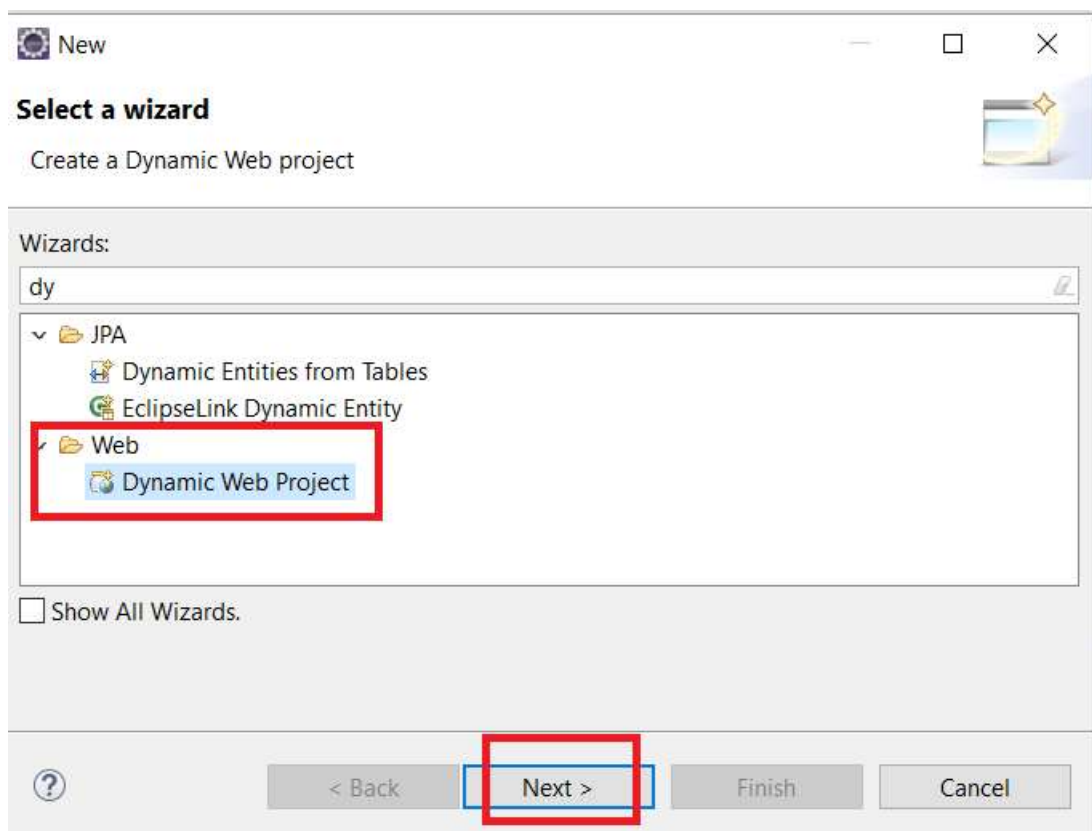 New
Select a wizard
Create a Dynamic Web project
Wizards:
dy
JPA
Dynamic Entities from Tables
EclipseLink Dynamic Entity
Web
Dynamic Web Project
Show All Wizards.
? < Back Next > Finish Cancel